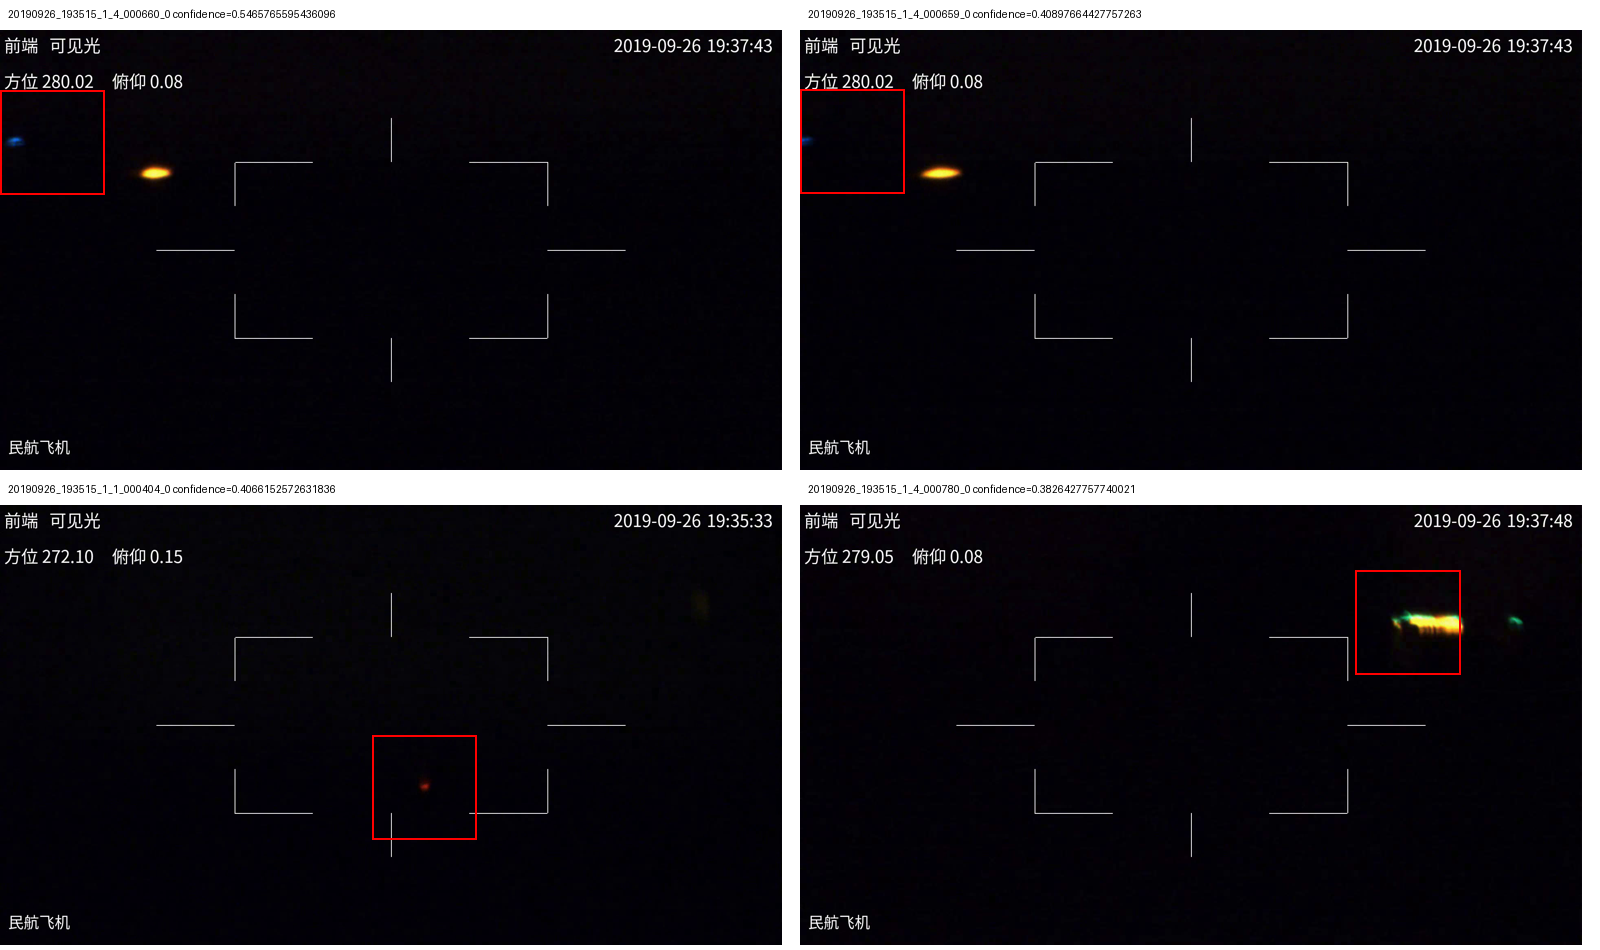 20190926_193515_1_4_000660_0 confidence=0.5465765595436096
前端 可见光 2019-09-26 19:37:43
方位 280.02 俯仰 0.08
民航飞机
20190926_193515_1_4_000659_0 confidence=0.40897664427757263
前端 可见光 2019-09-26 19:37:43
方位 280.02 俯仰 0.08
民航飞机
20190926_193515_1_1_000404_0 confidence=0.4066152572631836
前端 可见光 2019-09-26 19:35:33
方位 272.10 俯仰 0.15
民航飞机
20190926_193515_1_4_000780_0 confidence=0.3826427757740021
前端 可见光 2019-09-26 19:37:48
方位 279.05 俯仰 0.08
民航飞机